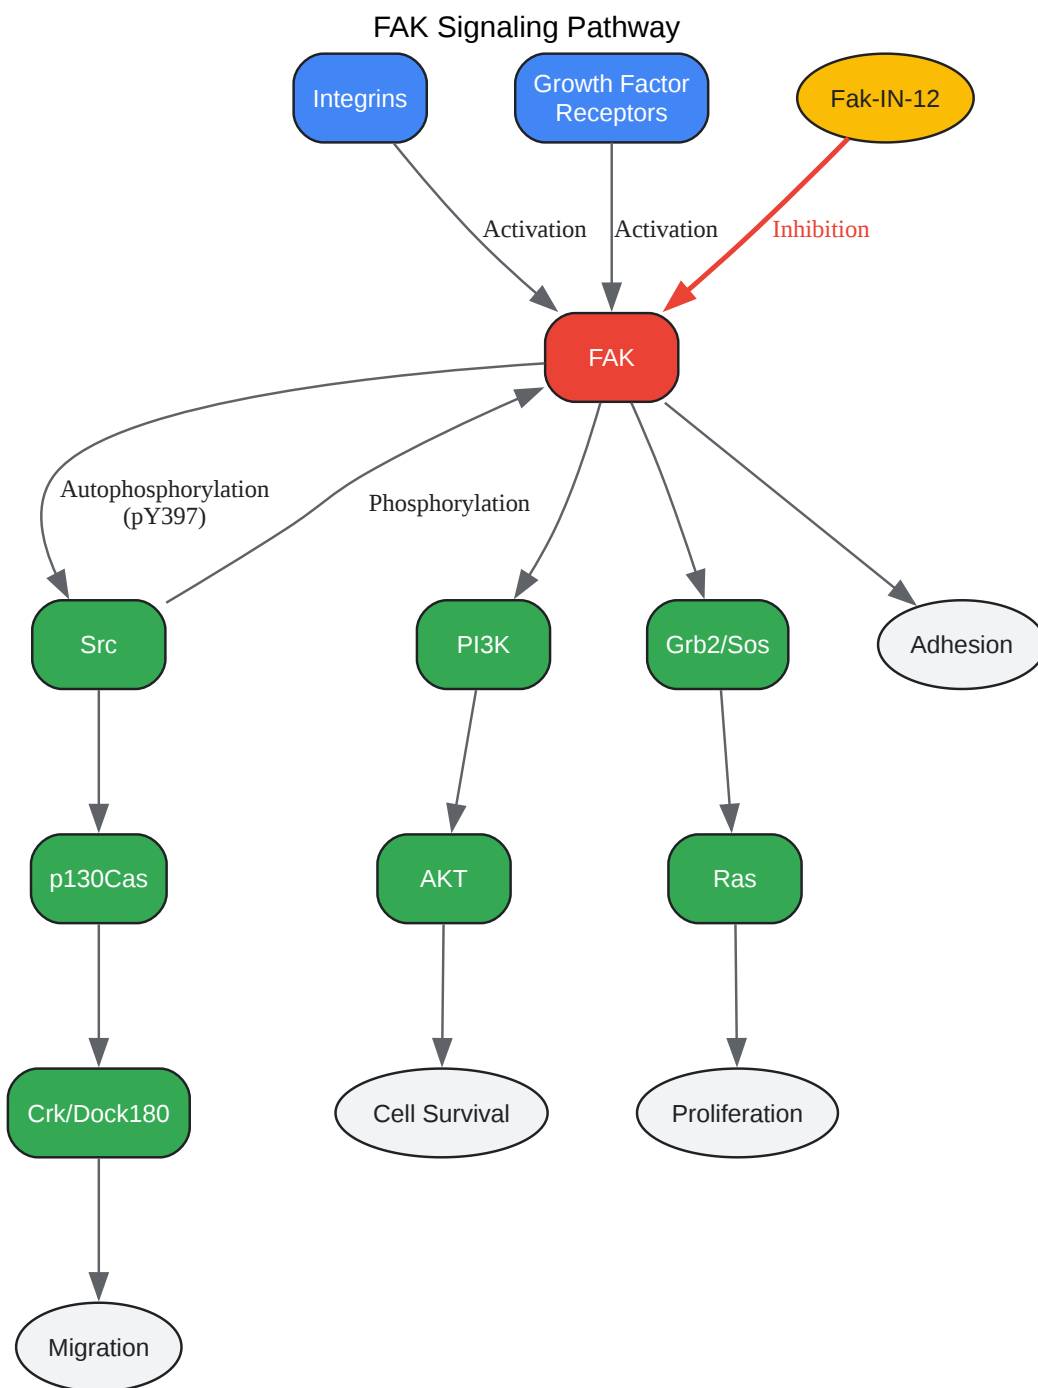 FAK Signaling Pathway
Integrins
Growth Factor
Receptors
Fak-IN-12
Activation
Activation
Inhibition
FAK
Autophosphorylation
(pY397)
Phosphorylation
Src
PI3K
Grb2/Sos
Adhesion
p130Cas
AKT
Ras
Crk/Dock180
Cell Survival
Proliferation
Migration